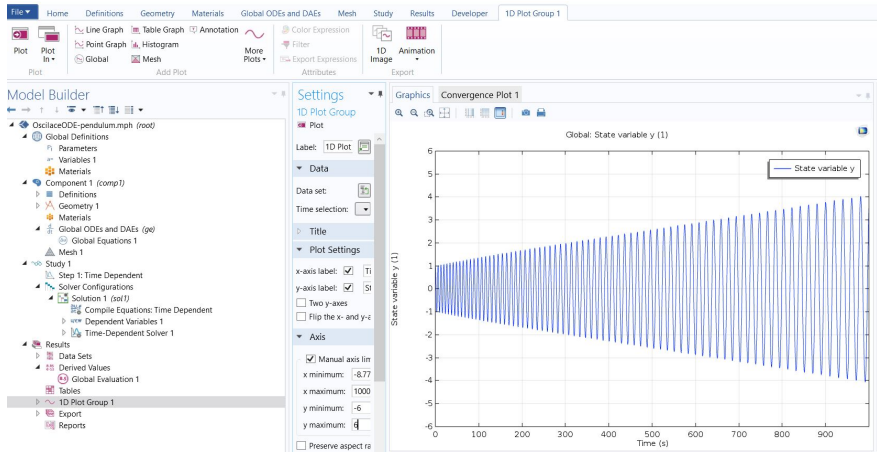 File Home Definitions Geometry Materials Global ODEs and DAEs Mesh Study Results Developer 1D Plot Group 1
Plot
Plot In
Line Graph Table Graph Annotation
Point Graph Histogram
Global Mesh
More Plots
Color Expression
Filter
Export Expressions
1D Image
Animation
Plot Add Plot Attributes Export
Model Builder
OscilaceODE-pendulum.mph (root)
Global Definitions
Pi Parameters
a= Variables 1
Materials
Component 1 (comp1)
Definitions
Geometry 1
Materials
Global ODEs and DAEs (ge)
Global Equations 1
Mesh 1
Study 1
Step 1: Time Dependent
Solver Configurations
Solution 1 (sol1)
Compile Equations: Time Dependent
Dependent Variables 1
Time-Dependent Solver 1
Results
Data Sets
Derived Values
Global Evaluation 1
Tables
1D Plot Group 1
Export
Reports
Settings
1D Plot Group
Plot
Label: 1D Plot
Data
Data set:
Time selection:
Title
Plot Settings
x-axis label: Ti
y-axis label: St
Two y-axes
Flip the x- and y-a
Axis
Manual axis lim
x minimum: -8.77
x maximum: 1000
y minimum: -6
y maximum: 6
Preserve aspect ra
Graphics Convergence Plot 1
Global: State variable y (1)
State variable y
State variable y (1)
6
5
4
3
2
1
0
-1
-2
-3
-4
-5
-6
0 100 200 300 400 500 600 700 800 900
Time (s)